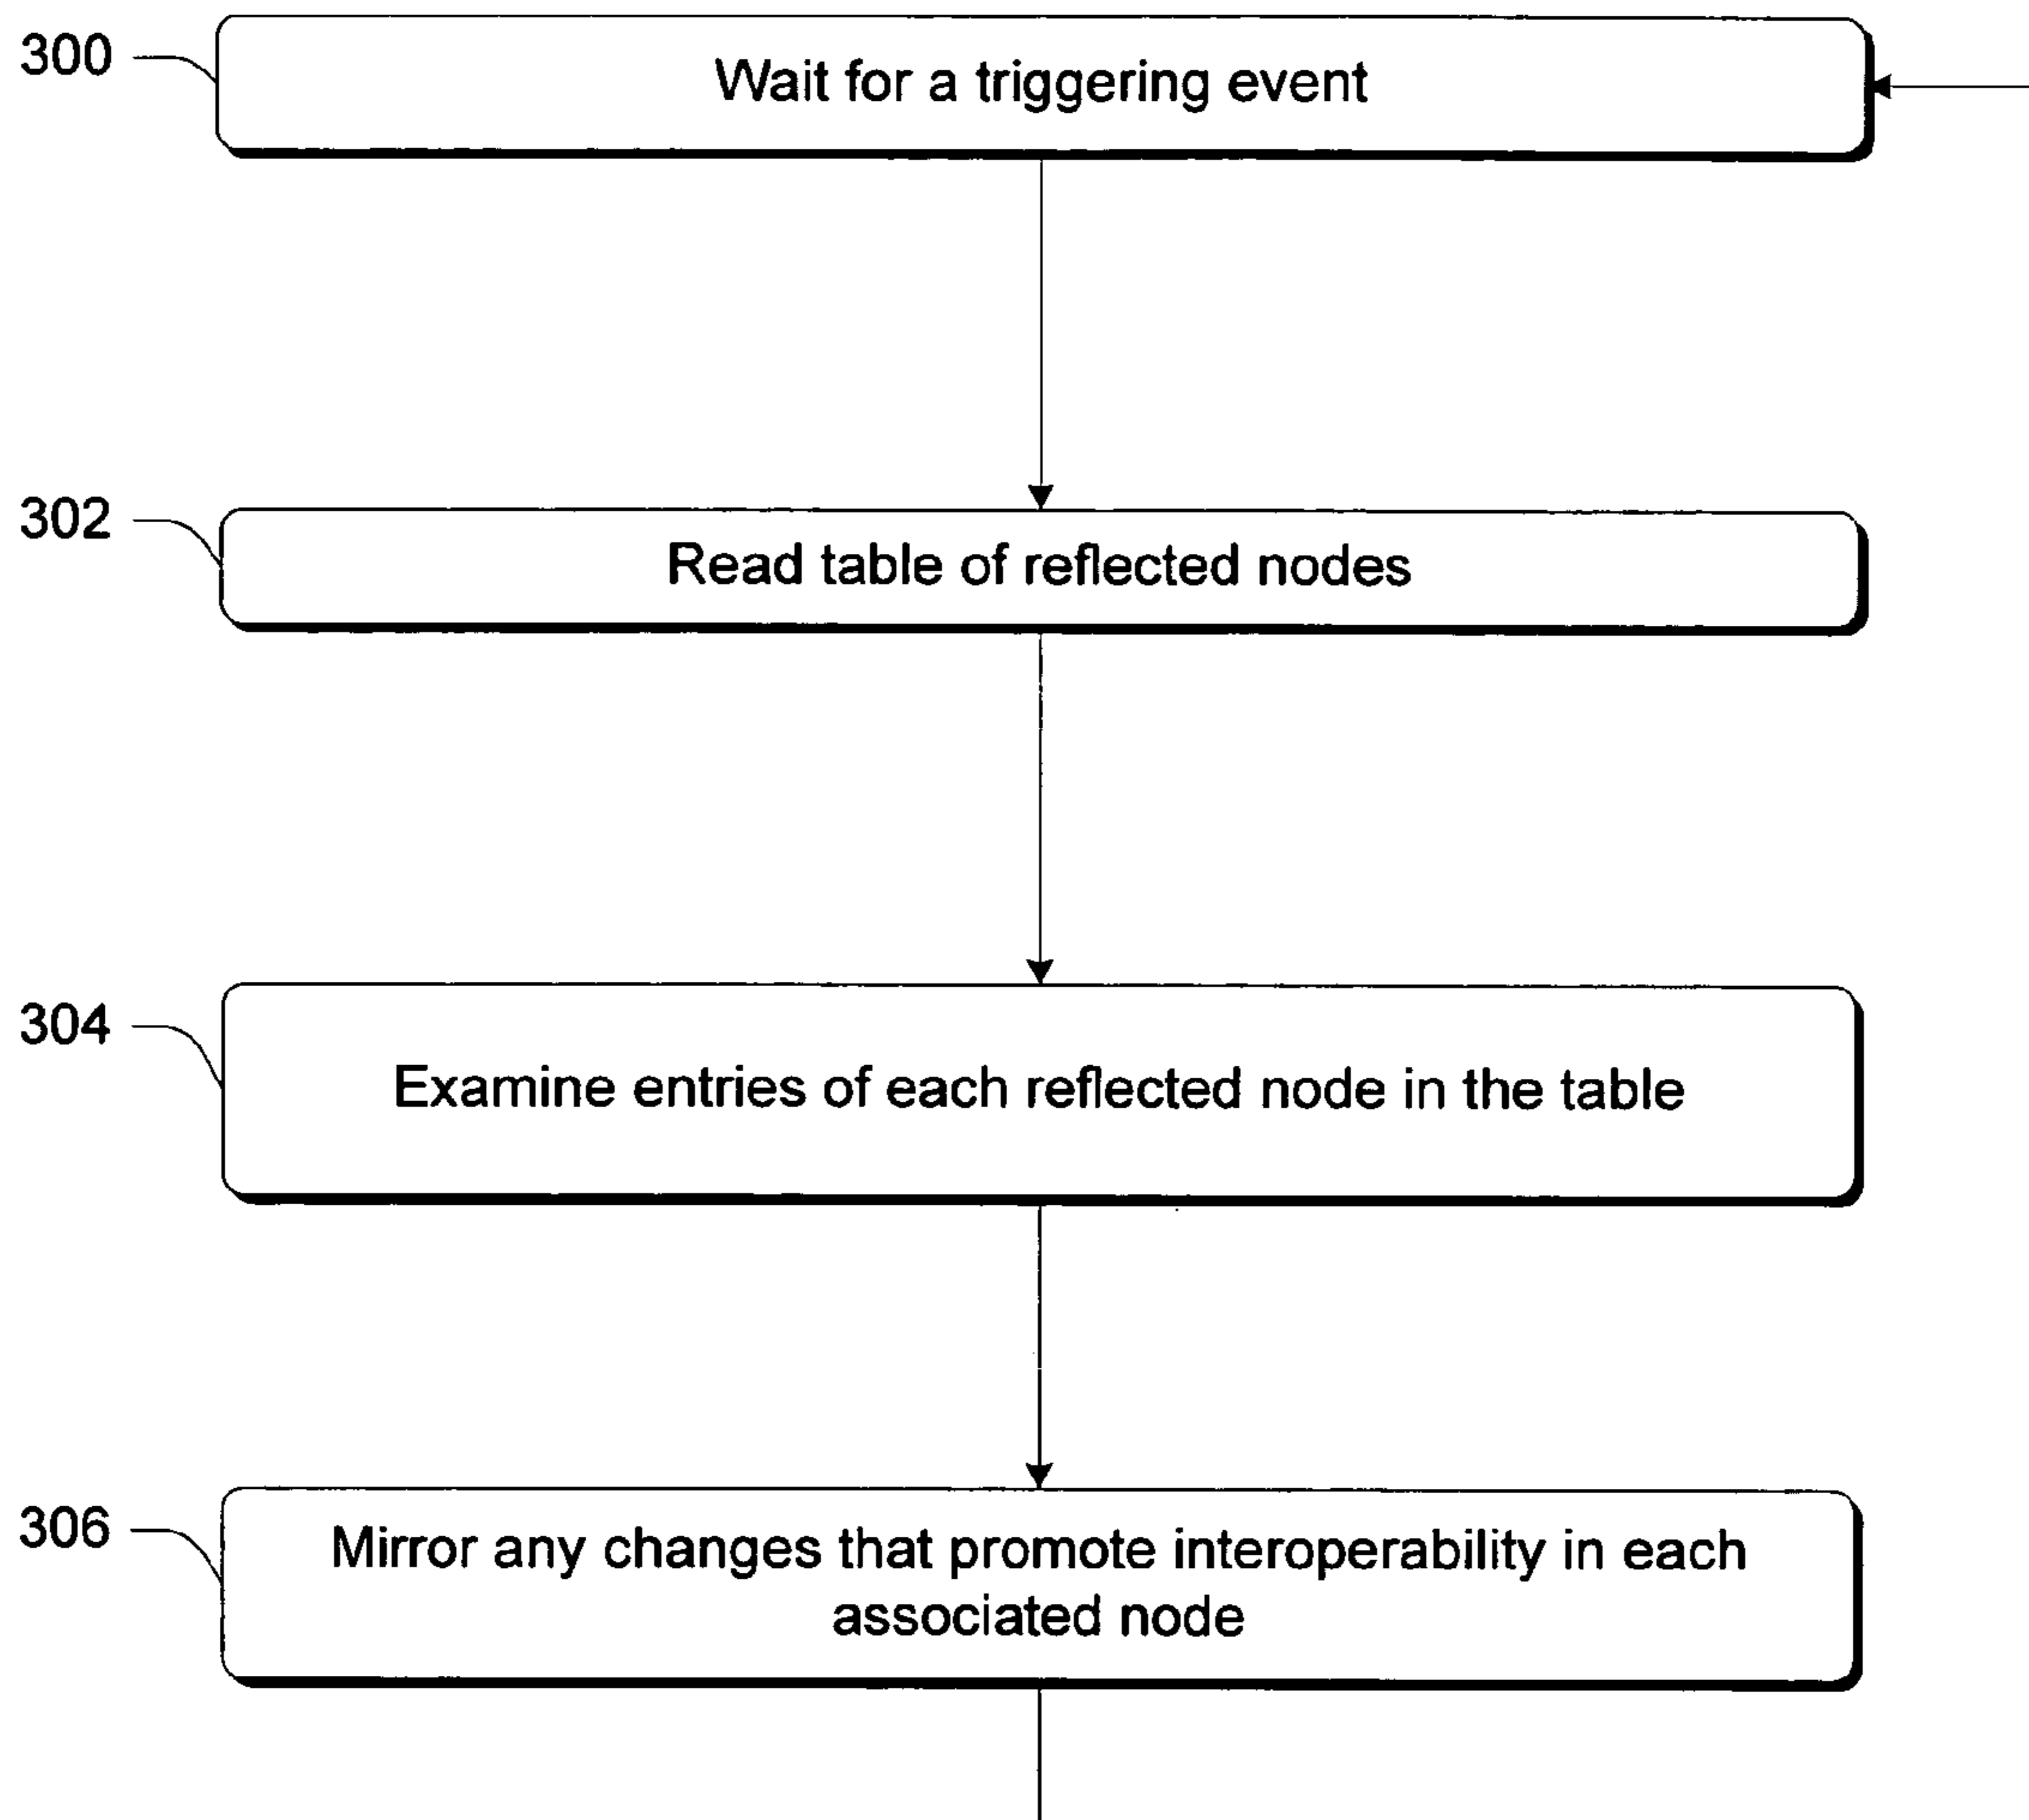 300
Wait for a triggering event
302
Read table of reflected nodes
304
Examine entries of each reflected node in the table
306
Mirror any changes that promote interoperability in each
associated node